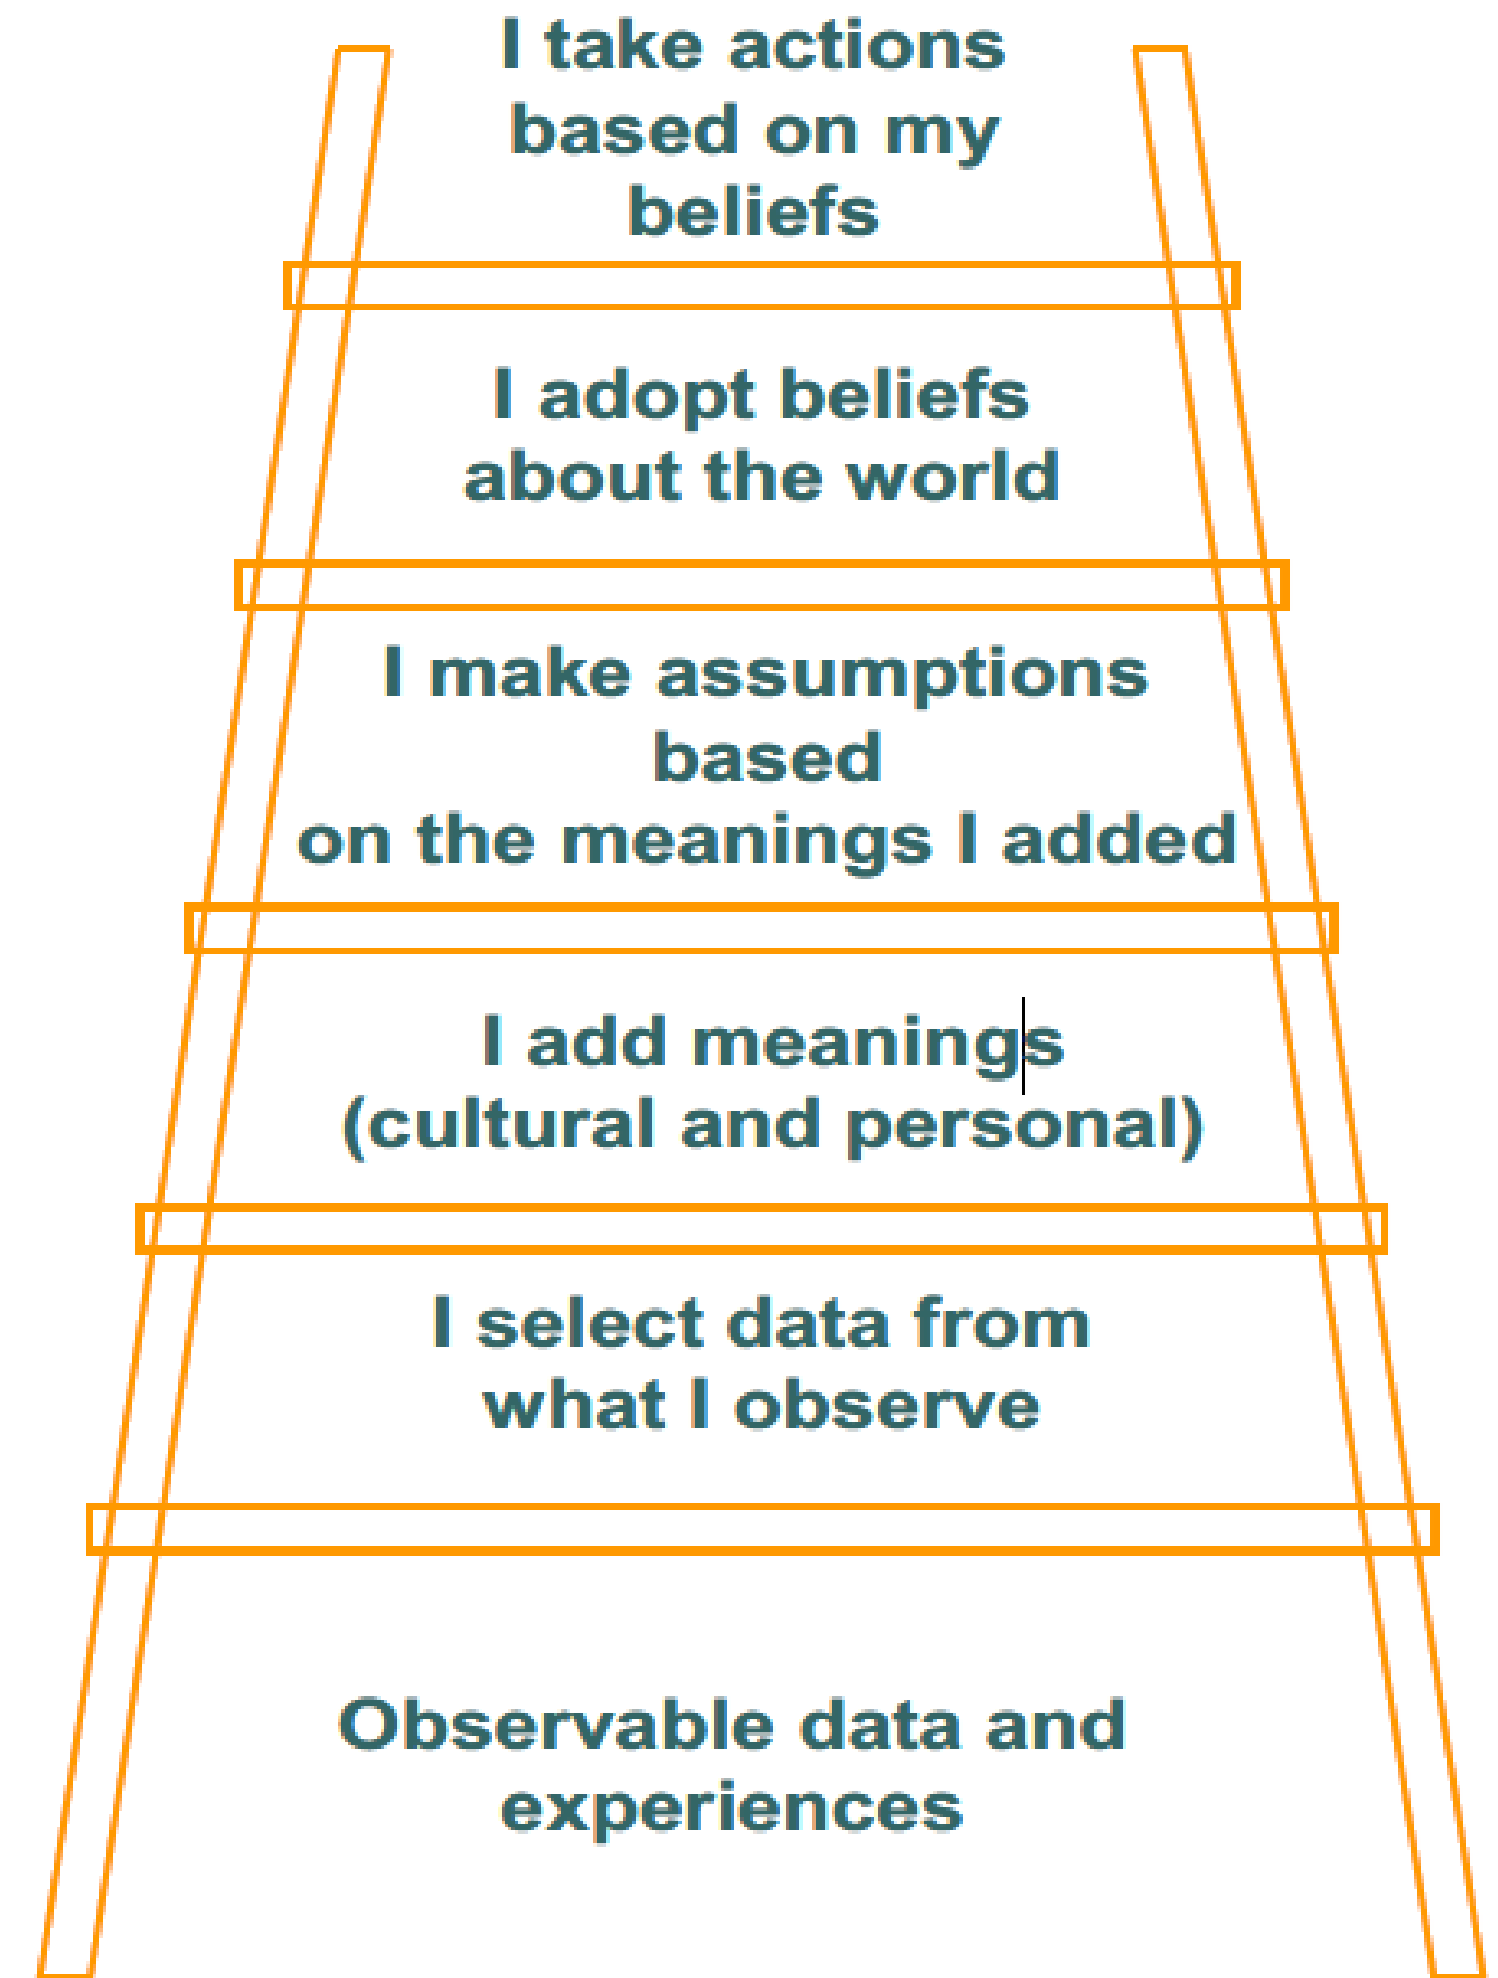 I take actions
based on my
beliefs
I adopt beliefs
about the world
I make assumptions
based
on the meanings I added
I add meanings
(cultural and personal)
I select data from
what I observe
Observable data and
experiences